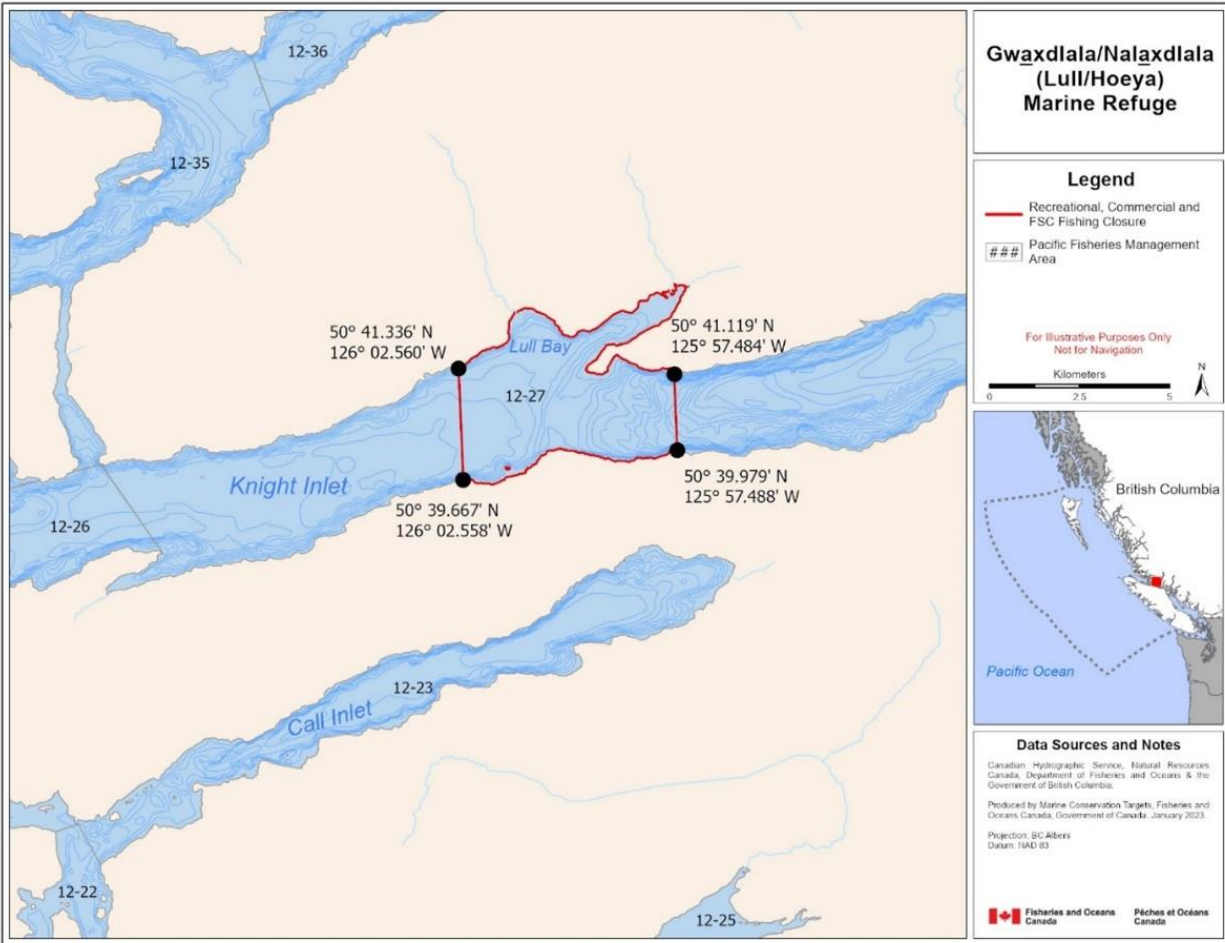 12-36
12-35
50° 41.336' N
126° 02.560' W
Lull Bay
50° 41.119' N
125° 57.484' W
12-27
Knight Inlet
50° 39.979' N
125° 57.488' W
50° 39.667' N
126° 02.558' W
12-26
12-23
Call Inlet
12-22
12-25
Gwa̱xdlala/Nala̱xdlala
(Lull/Hoeya)
Marine Refuge
Legend
Recreational, Commercial and
FSC Fishing Closure
###
Pacific Fisheries Management
Area
For Illustrative Purposes Only
Not for Navigation
Kilometers
0 2.5 5
N
British Columbia
Pacific Ocean
Data Sources and Notes
Canadian Hydrographic Service, Natural Resources
Canada, Department of Fisheries and Oceans & the
Government of British Columbia.
Produced by Marine Conservation Targets, Fisheries and
Oceans Canada, Government of Canada. January 2023.
Projection: BC Albers
Datum: NAD 83
Fisheries and Oceans
Canada
Pêches et Océans
Canada